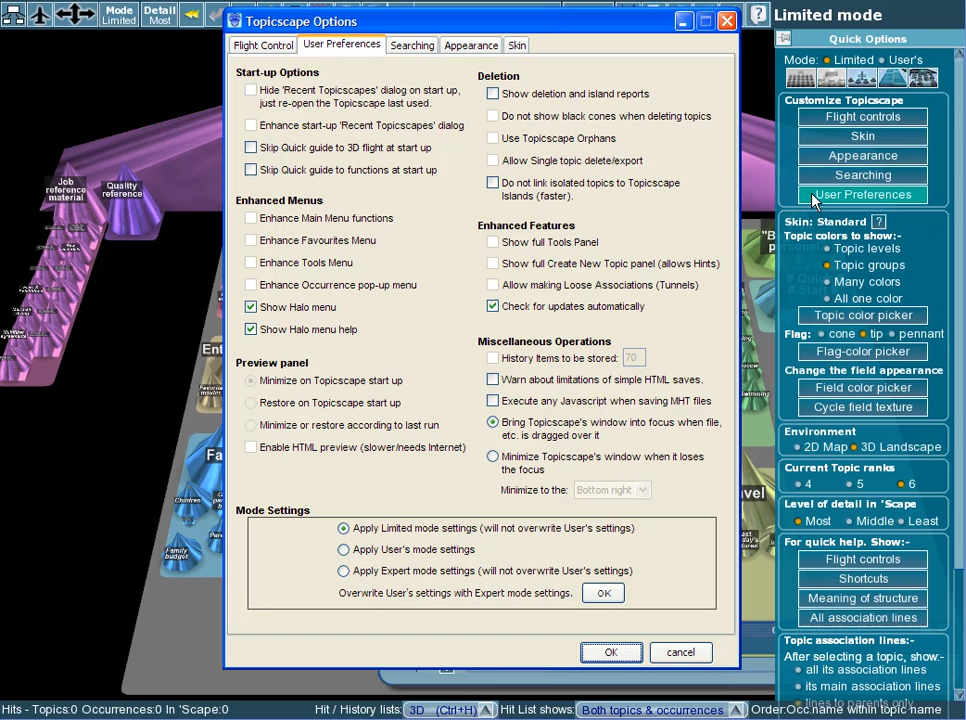 Mode
Limited
Detail
Most
Topicscape Options
Limited mode
Flight Control
User Preferences
Searching
Appearance
Skin
Start-up Options
Hide 'Recent Topicscapes' dialog on start up,
just re-open the Topicscape last used.
Enhance start-up 'Recent Topicscapes' dialog
Skip Quick guide to 3D flight at start up
Skip Quick guide to functions at start up
Enhanced Menus
Enhance Main Menu functions
Enhance Favourites Menu
Enhance Tools Menu
Enhance Occurrence pop-up menu
Show Halo menu
Show Halo menu help
Preview panel
Minimize on Topicscape start up
Restore on Topicscape start up
Minimize or restore according to last run
Enable HTML preview (slower/needs Internet)
Deletion
Show deletion and island reports
Do not show black cones when deleting topics
Use Topicscape Orphans
Allow Single topic delete/export
Do not link isolated topics to Topicscape
Islands (faster).
Enhanced Features
Show full Tools Panel
Show full Create New Topic panel (allows Hints)
Allow making Loose Associations (Tunnels)
Check for updates automatically
Miscellaneous Operations
History Items to be stored: 70
Warn about limitations of simple HTML saves.
Execute any Javascript when saving MHT files
Bring Topicscape's window into focus when file,
etc. is dragged over it
Minimize Topicscape's window when it loses
the focus
Minimize to the: Bottom right
Mode Settings
Apply Limited mode settings (will not overwrite User's settings)
Apply User's mode settings
Apply Expert mode settings (will not overwrite User's settings)
Overwrite User's settings with Expert mode settings. OK
OK
cancel
Job
reference
material
Quality
reference
Children
Family
budget
Quick Options
Mode: Limited User's
Customize Topicscape
Flight controls
Skin
Appearance
Searching
User Preferences
Skin: Standard ?
Topic colors to show:-
Topic levels
Topic groups
Many colors
All one color
Topic color picker
Flag: cone tip pennant
Flag-color picker
Change the field appearance
Field color picker
Cycle field texture
Environment
2D Map 3D Landscape
Current Topic ranks
4 5 6
Level of detail in 'Scape
Most Middle Least
For quick help. Show:-
Flight controls
Shortcuts
Meaning of structure
All association lines
Topic association lines:-
After selecting a topic, show:-
all its association lines
its main association lines
lines to parents only
Hits - Topics:0 Occurrences:0 In 'Scape:0
Hit / History lists: 3D (Ctrl+H)
Hit List shows: Both topics & occurrences
Order:Occ.name within topic name